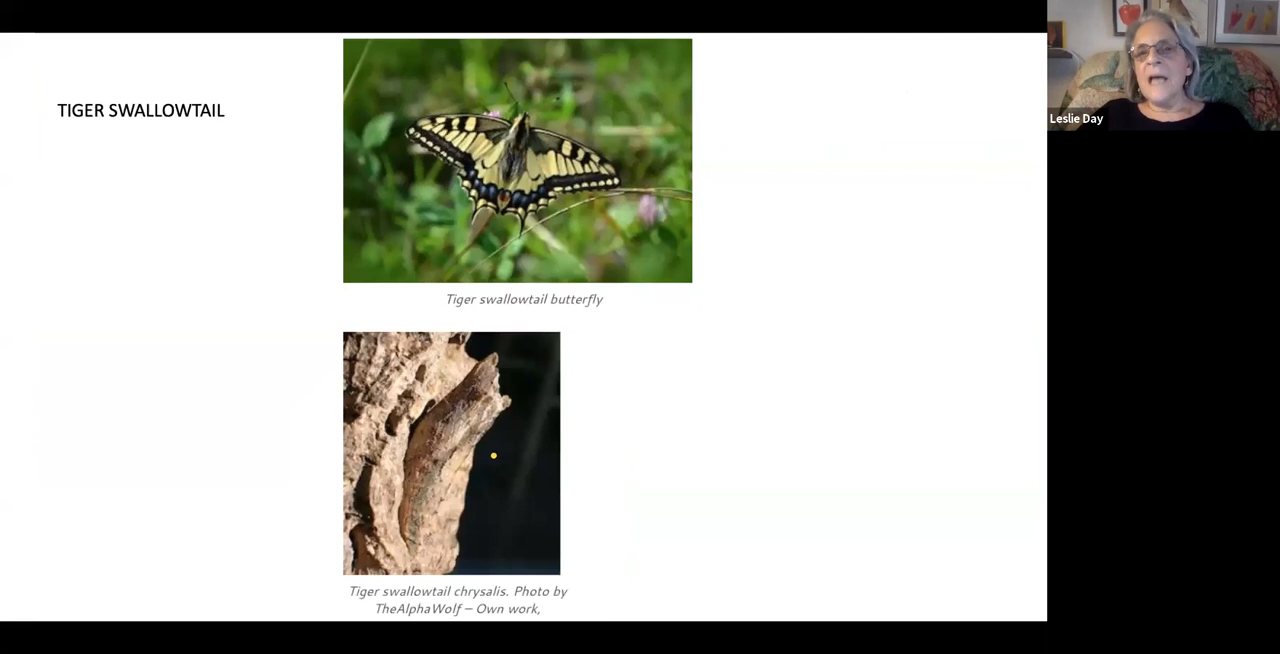 TIGER SWALLOWTAIL
Tiger swallowtail butterfly
Tiger swallowtail chrysalis. Photo by
TheAlphaWolf – Own work,
Leslie Day